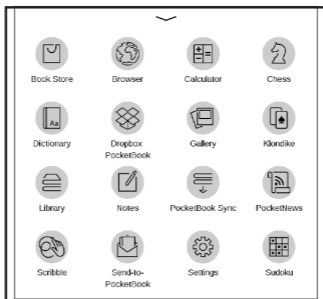 Book Store Browser Calculator Chess
Aa
Dictionary Dropbox PocketBook Gallery Klondike
Library Notes PocketBook Sync PocketNews
Scribble Send-to-PocketBook Settings Sudoku